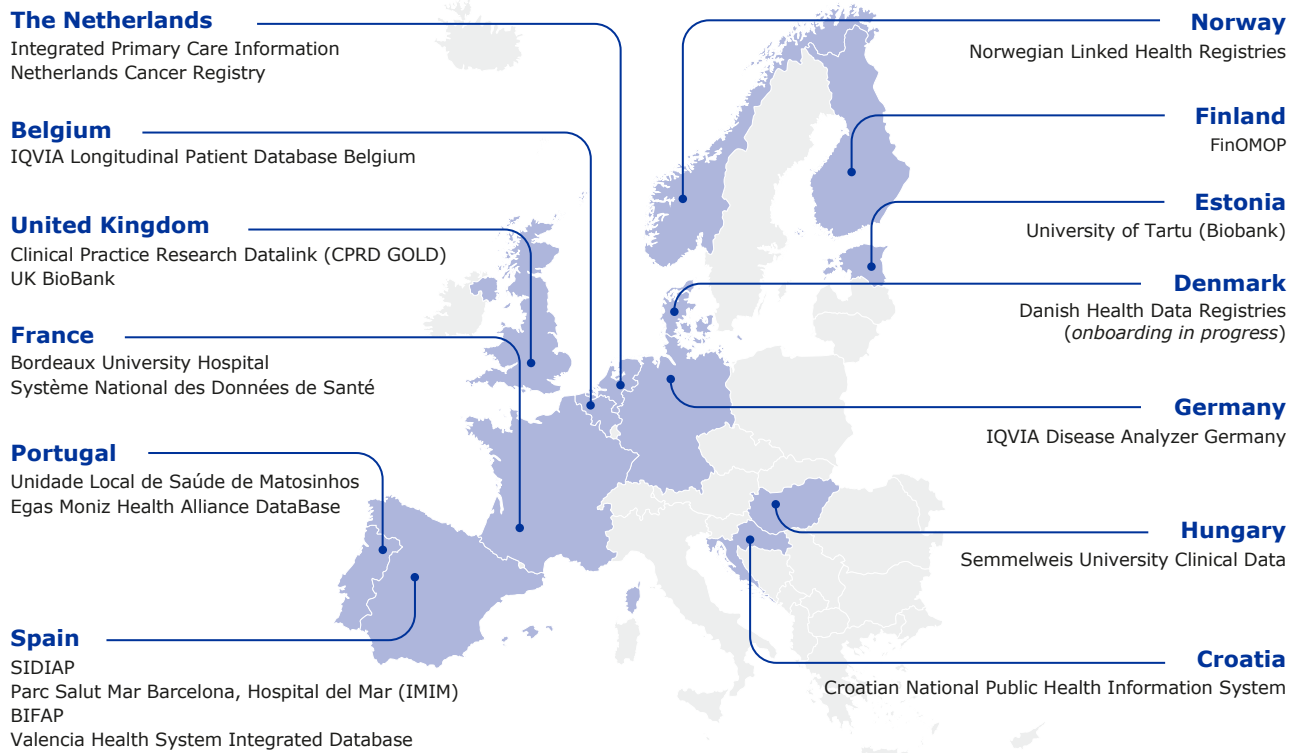 The Netherlands
Integrated Primary Care Information
Netherlands Cancer Registry
Belgium
IQVIA Longitudinal Patient Database Belgium
United Kingdom
Clinical Practice Research Datalink (CPRD GOLD)
UK BioBank
France
Bordeaux University Hospital
Système National des Données de Santé
Portugal
Unidade Local de Saúde de Matosinhos
Egas Moniz Health Alliance DataBase
Spain
SIDIAP
Parc Salut Mar Barcelona, Hospital del Mar (IMIM)
BIFAP
Valencia Health System Integrated Database
Norway
Norwegian Linked Health Registries
Finland
FinOMOP
Estonia
University of Tartu (Biobank)
Denmark
Danish Health Data Registries
(onboarding in progress)
Germany
IQVIA Disease Analyzer Germany
Hungary
Semmelweis University Clinical Data
Croatia
Croatian National Public Health Information System